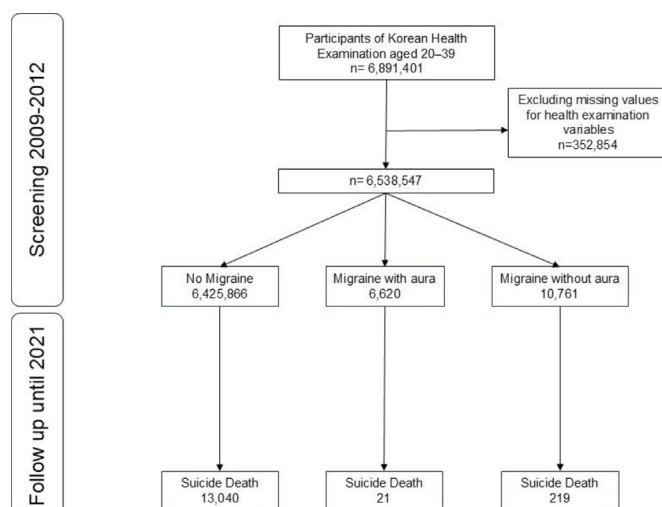 Screening 2009-2012
Participants of Korean Health
Examination aged 20–39
n= 6,891,401
Excluding missing values
for health examination
variables
n=352,854
n= 6,538,547
No Migraine
6,425,866
Migraine with aura
6,620
Migraine without aura
10,761
Follow up until 2021
Suicide Death
13,040
Suicide Death
21
Suicide Death
219